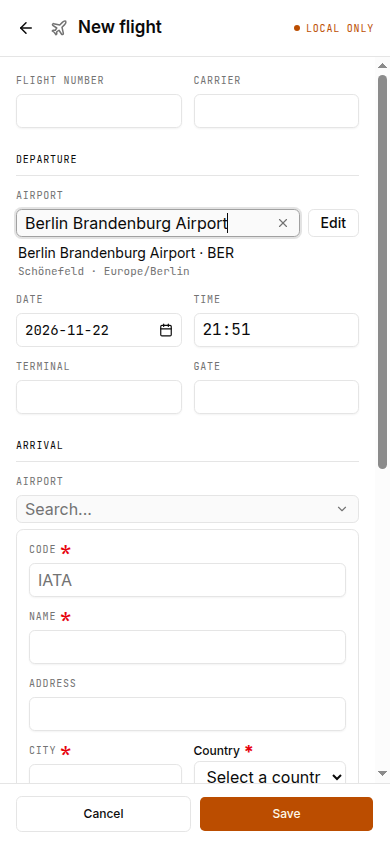 New flight
LOCAL ONLY
FLIGHT NUMBER
CARRIER
DEPARTURE
AIRPORT
Berlin Brandenburg Airport
Edit
Berlin Brandenburg Airport · BER
Schönefeld · Europe/Berlin
DATE
TIME
2026-11-22
21:51
TERMINAL
GATE
ARRIVAL
AIRPORT
Search...
CODE *
IATA
NAME *
ADDRESS
CITY *
Country *
Select a countr
Cancel
Save